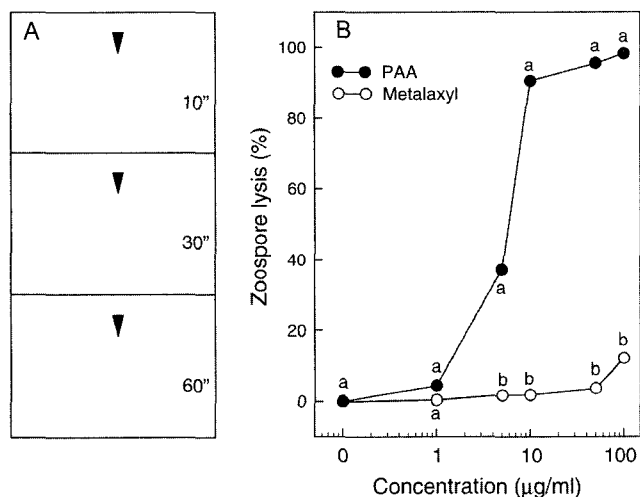 A
10"
30"
60"
B
PAA
Metalaxyl
Zoospore lysis (%)
100
80
60
40
20
0
a
a
a
a
a
a
a
b
b
b
b
0
1
10
100
Concentration (µg/ml)